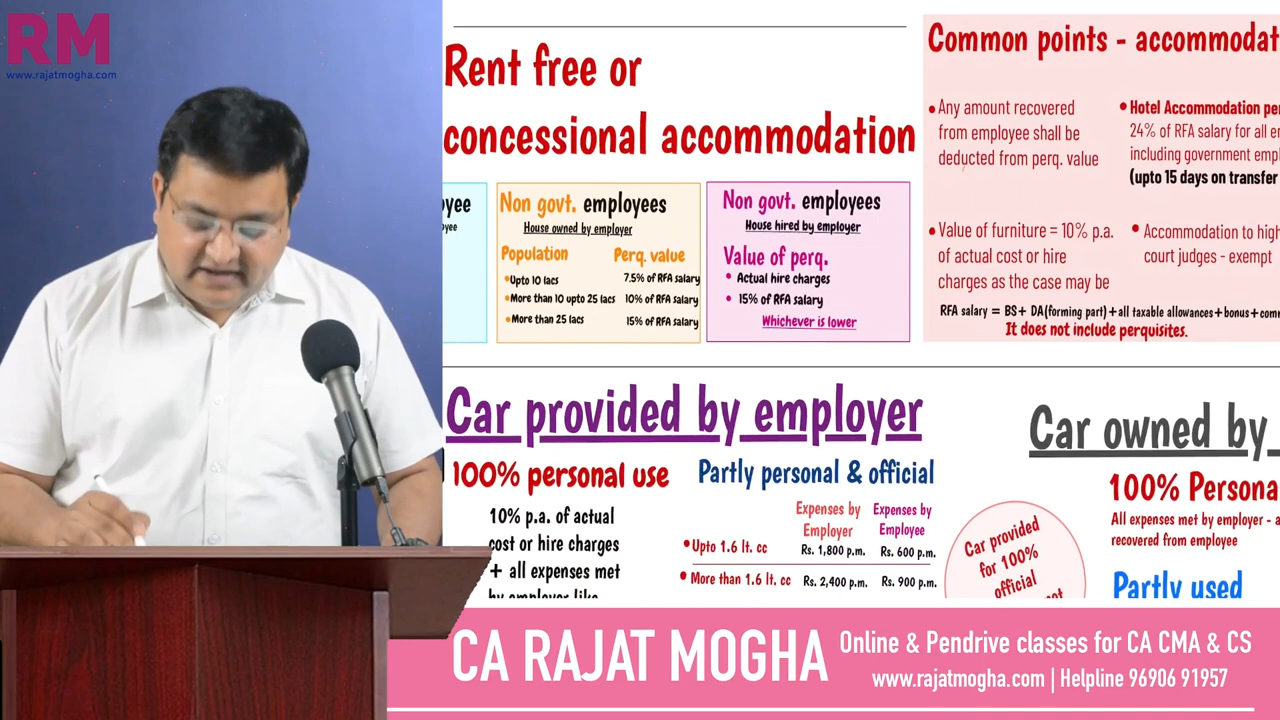 RM
www.rajatmogha.com
Rent free or
concessional accommodation
Non govt. employees
House owned by employer
Population Perq. value
Upto 10 lacs 7.5% of RFA salary
More than 10 upto 25 lacs 10% of RFA salary
More than 25 lacs 15% of RFA salary
Non govt. employees
House hired by employer
Value of perq.
Actual hire charges
15% of RFA salary
Whichever is lower
Common points - accommodat
• Any amount recovered
from employee shall be
deducted from perq. value
• Value of furniture = 10% p.a.
of actual cost or hire
charges as the case may be
• Hotel Accommodation per
24% of RFA salary for all e
including government empl
(upto 15 days on transfer
• Accommodation to high
court judges - exempt
RFA salary = BS+ DA(forming part)+all taxable allowances+bonus+com
It does not include perquisites.
Car provided by employer
100% personal use
10% p.a. of actual
cost or hire charges
+ all expenses met
by employer like
Partly personal & official
Expenses by Employer Expenses by Employee
• Upto 1.6 lt. cc Rs. 1,800 p.m. Rs. 600 p.m.
• More than 1.6 lt. cc Rs. 2,400 p.m. Rs. 900 p.m.
Car provided
for 100%
official
Car owned by
100% Persona
All expenses met by employer - a
recovered from employee
Partly used
CA RAJAT MOGHA
Online & Pendrive classes for CA CMA & CS
www.rajatmogha.com | Helpline 96906 91957